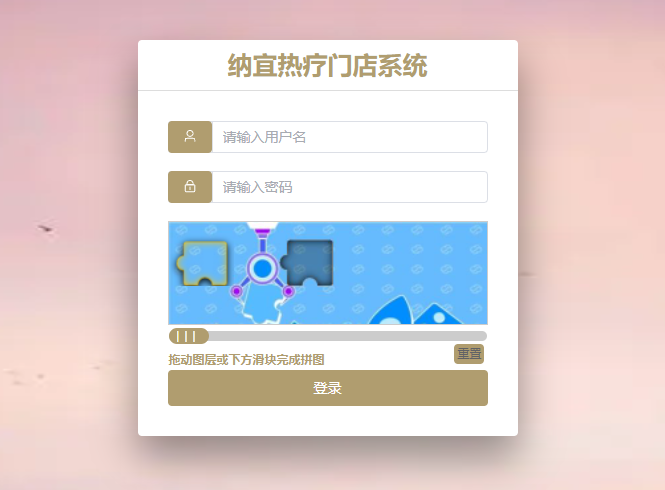 纳宜热疗门店系统
请输入用户名
请输入密码
拖动图层或下方滑块完成拼图
重置
登录